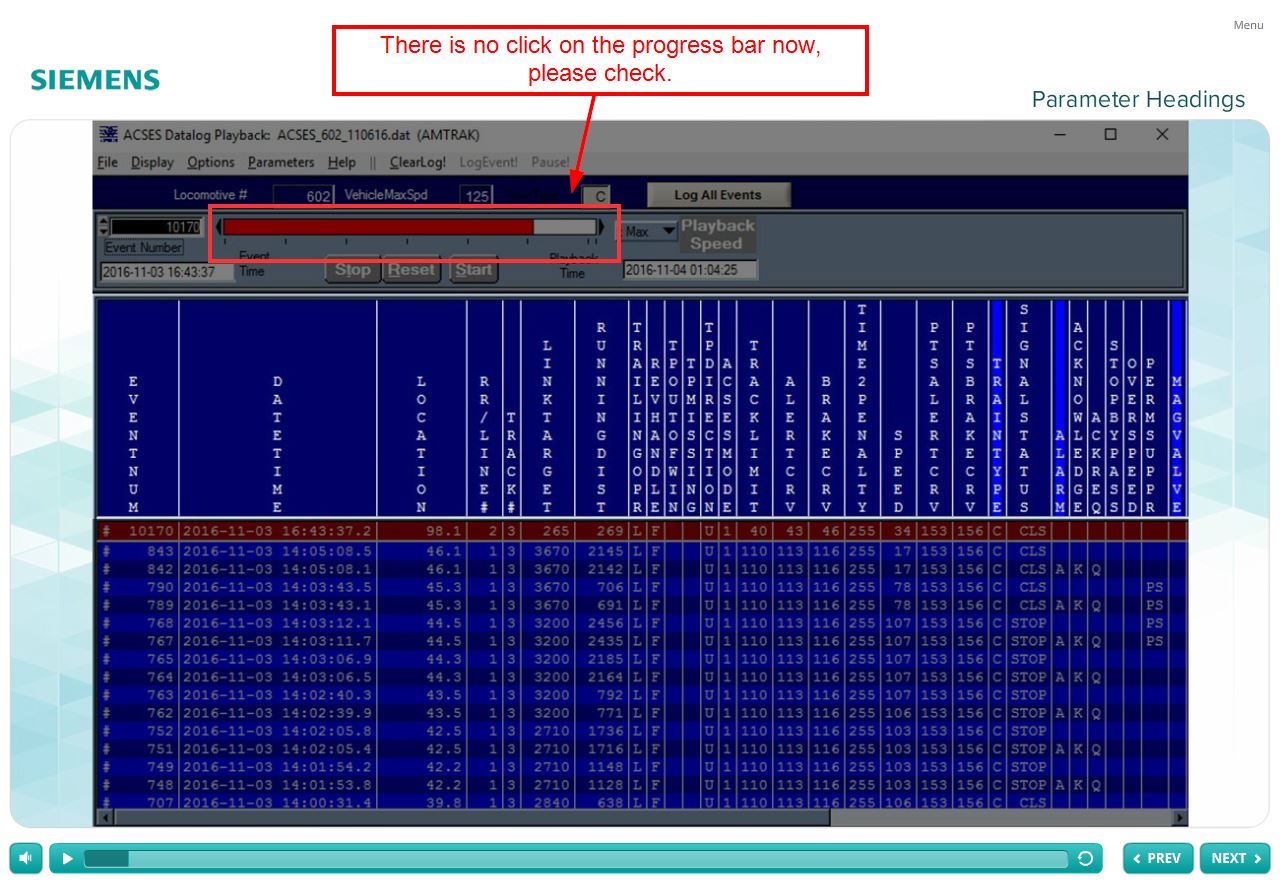 Menu
There is no click on the progress bar now,
please check.
SIEMENS
Parameter Headings
ACSES Datalog Playback: ACSES_602_110616.dat (AMTRAK)
File Display Options Parameters Help || ClearLog! LogEvent! Pause!
Locomotive # 602 VehicleMaxSpd 125 C Log All Events
10170 Max Playback Speed
Event Number
2016-11-03 16:43:37 Event Time Stop Reset Start Playback Time 2016-11-04 01:04:25
EVENTNUM
DATETIME
LOCATION
RR/LINE#
TRACK#
LINKTARGET
RUNNINGDIST
TRAILINGOPR
REVHANDLE
TPOUTOFWIN
TPMISSING
TPDIRECTION
ACSESMODE
TRACKLIMIT
ALERTCRV
BRAKECRV
TIME2PENALTY
SPEED
PTSALERTCRV
PTSBRAKECRV
TRAINTYPE
SIGNALSTATUS
ALARM
ACKNOWLEDGE
ACKREQ
STOPBYPASS
OVERSPEED
PERMSUPPR
MAGVALVE
# 10170 2016-11-03 16:43:37.2 98.1 2 3 265 269 L F U 1 40 43 46 255 34 153 156 C CLS
# 843 2016-11-03 14:05:08.5 46.1 1 3 3670 2145 L F U 1 110 113 116 255 17 153 156 C CLS
# 842 2016-11-03 14:05:08.1 46.1 1 3 3670 2142 L F U 1 110 113 116 255 17 153 156 C CLS A K Q
# 790 2016-11-03 14:03:43.5 45.3 1 3 3670 706 L F U 1 110 113 116 255 78 153 156 C CLS PS
# 789 2016-11-03 14:03:43.1 45.3 1 3 3670 691 L F U 1 110 113 116 255 78 153 156 C CLS A K Q PS
# 768 2016-11-03 14:03:12.1 44.5 1 3 3200 2456 L F U 1 110 113 116 255 107 153 156 C STOP PS
# 767 2016-11-03 14:03:11.7 44.5 1 3 3200 2435 L F U 1 110 113 116 255 107 153 156 C STOP A K Q PS
# 765 2016-11-03 14:03:06.9 44.3 1 3 3200 2185 L F U 1 110 113 116 255 107 153 156 C STOP
# 764 2016-11-03 14:03:06.5 44.3 1 3 3200 2164 L F U 1 110 113 116 255 107 153 156 C STOP A K Q
# 763 2016-11-03 14:02:40.3 43.5 1 3 3200 792 L F U 1 110 113 116 255 107 153 156 C STOP
# 762 2016-11-03 14:02:39.9 43.5 1 3 3200 771 L F U 1 110 113 116 255 106 153 156 C STOP A K Q
# 752 2016-11-03 14:02:05.8 42.5 1 3 2710 1736 L F U 1 110 113 116 255 103 153 156 C STOP
# 751 2016-11-03 14:02:05.4 42.5 1 3 2710 1716 L F U 1 110 113 116 255 103 153 156 C STOP A K Q
# 749 2016-11-03 14:01:54.2 42.2 1 3 2710 1148 L F U 1 110 113 116 255 103 153 156 C STOP
# 748 2016-11-03 14:01:53.8 42.2 1 3 2710 1128 L F U 1 110 113 116 255 103 153 156 C STOP A K Q
# 707 2016-11-03 14:00:31.4 39.8 1 3 2840 638 L F U 1 110 113 116 255 106 153 156 C CLS
PREV NEXT